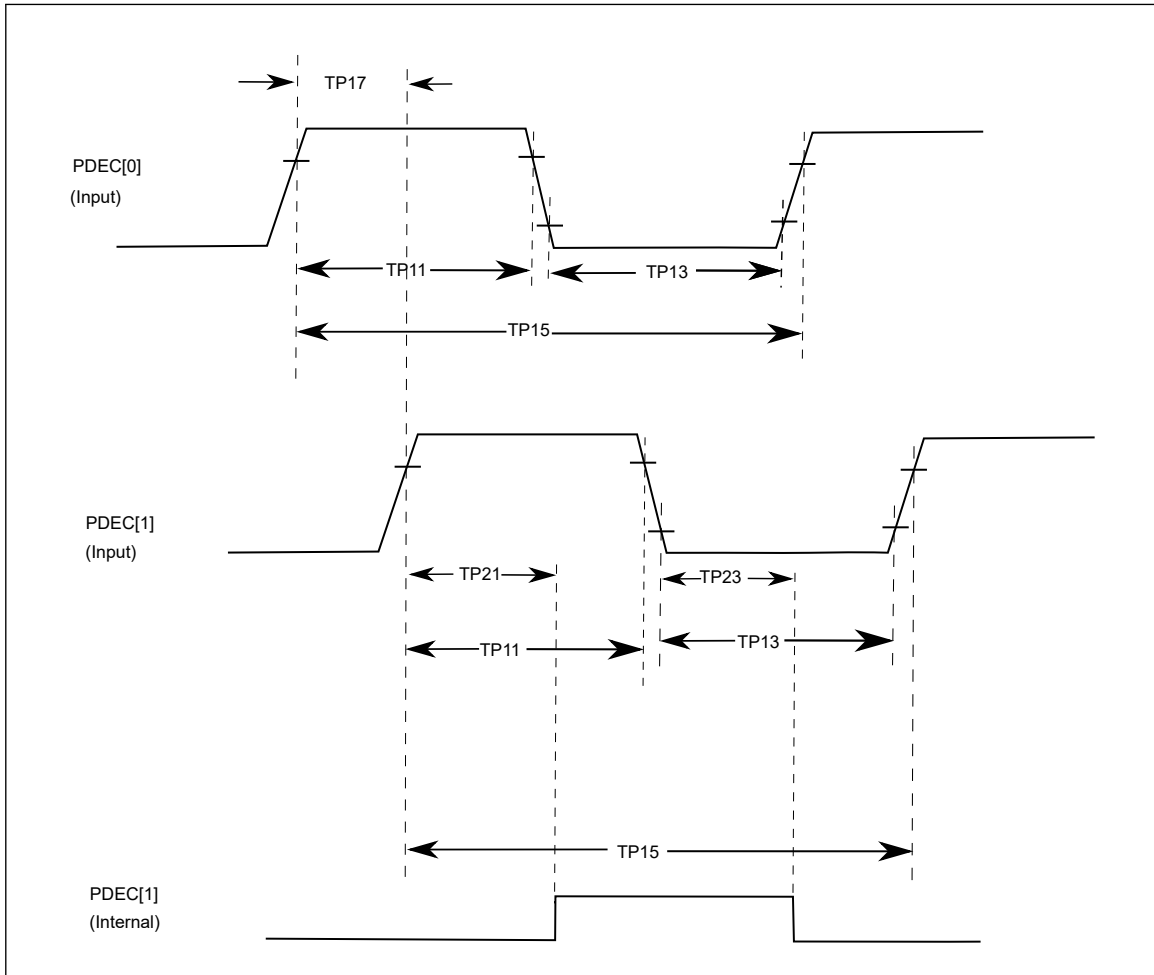 TP17
PDEC[0]
(Input)
TP11
TP13
TP15
PDEC[1]
(Input)
TP21
TP23
TP11
TP13
TP15
PDEC[1]
(Internal)